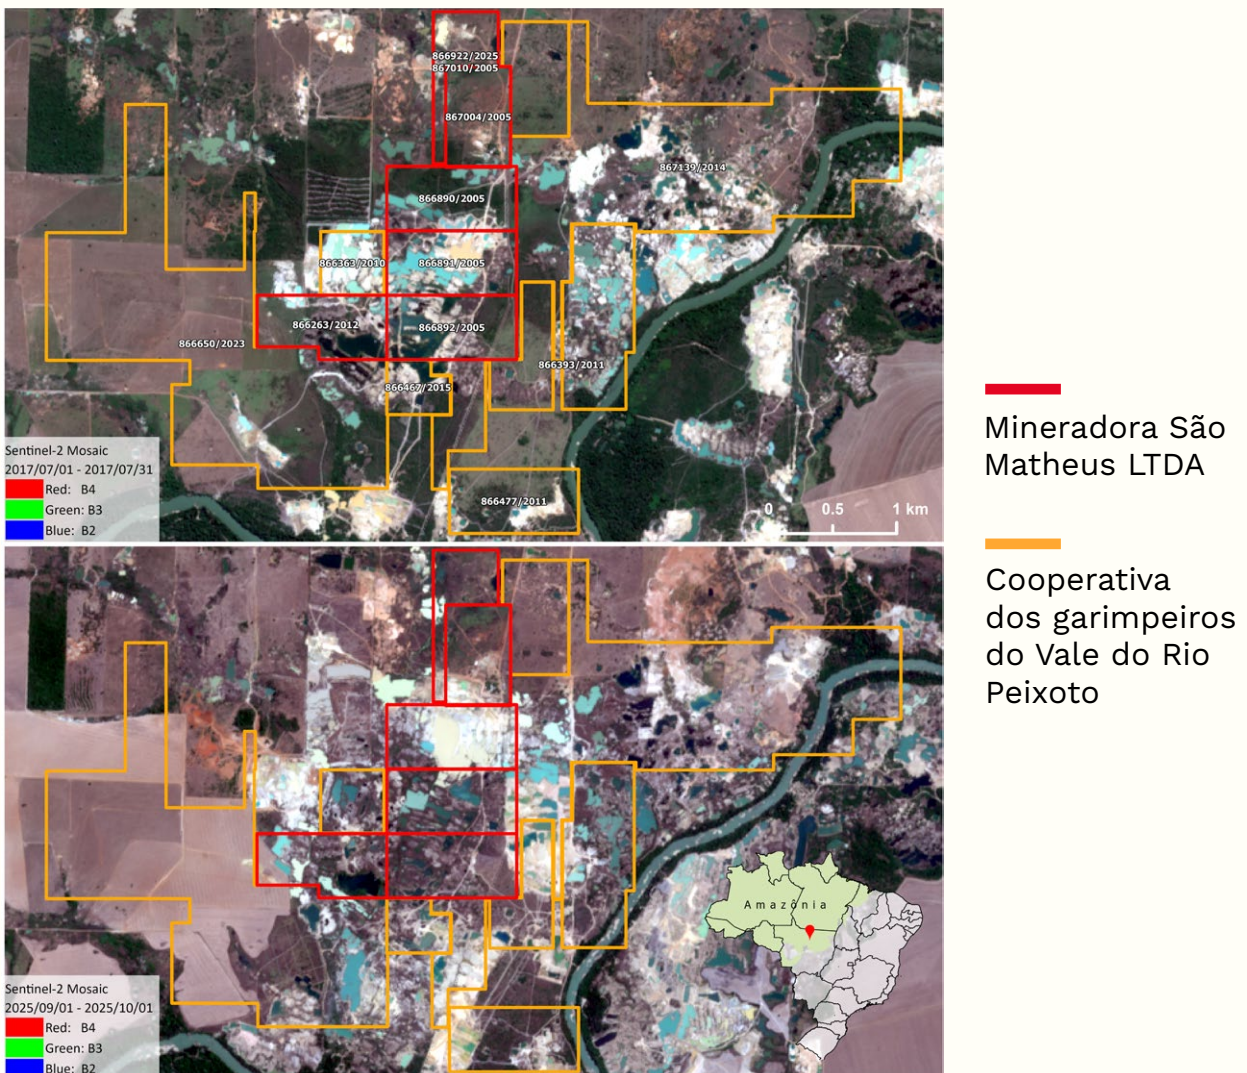 866922/2025
867010/2005
867004/2005
867139/2014
866890/2005
866363/2010
866891/2005
866263/2012
866892/2005
866650/2023
866393/2011
866467/2015
866477/2011
Sentinel-2 Mosaic
2017/07/01 - 2017/07/31
Red: B4
Green: B3
Blue: B2
0 0.5 1 km
Mineradora São
Matheus LTDA
Cooperativa
dos garimpeiros
do Vale do Rio
Peixoto
Amazônia
Sentinel-2 Mosaic
2025/09/01 - 2025/10/01
Red: B4
Green: B3
Blue: B2